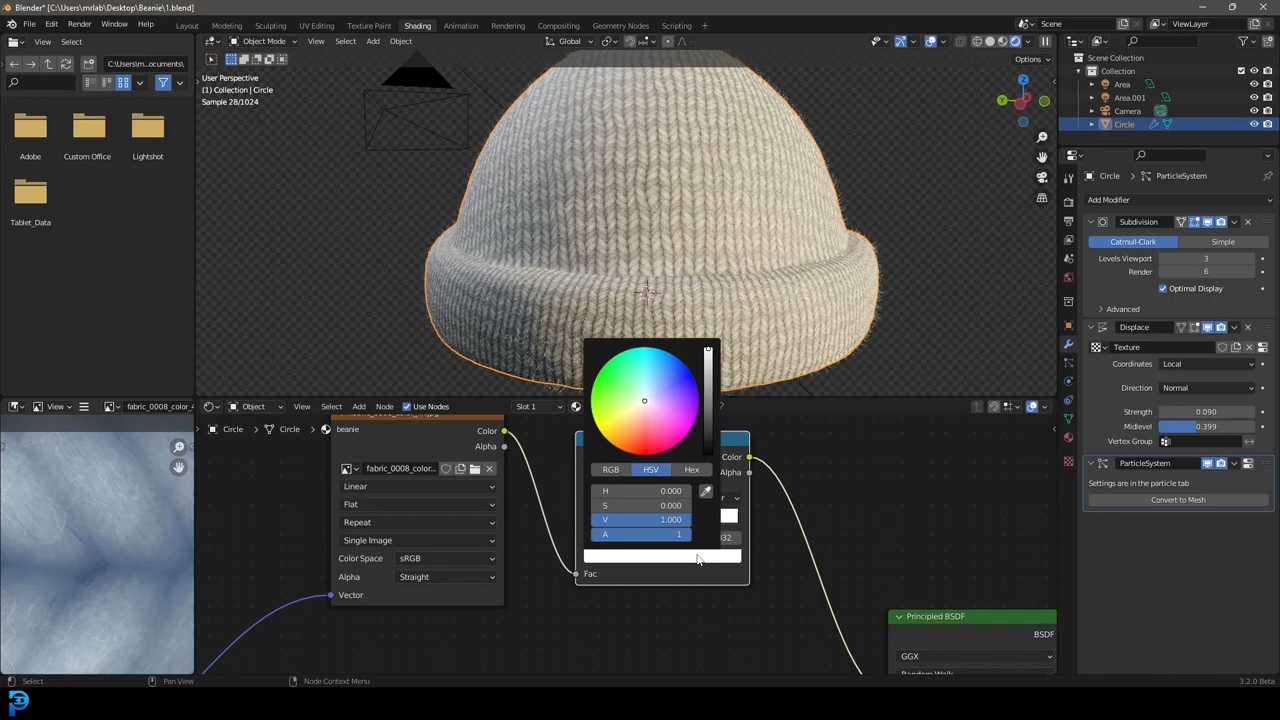 Blender* [C:\Users\mrlab\Desktop\Beanie\1.blend]
File Edit Render Window Help
Layout Modeling Sculpting UV Editing Texture Paint Shading Animation Rendering Compositing Geometry Nodes Scripting +
Scene ViewLayer
View Select
Object Mode View Select Add Object Global
C:\Users\m...ocuments\
Options
User Perspective
(1) Collection | Circle
Sample 28/1024
Scene Collection
Collection
Area
Area.001
Camera
Circle
Adobe Custom Office Lightshot
Tablet_Data
Z
Y
X
Circle ParticleSystem
Add Modifier
Subdivision
Catmull-Clark Simple
Levels Viewport 3
Render 6
Optimal Display
Advanced
Displace
Texture
Coordinates Local
Direction Normal
Strength 0.090
Midlevel 0.399
Vertex Group
ParticleSystem
Settings are in the particle tab
Convert to Mesh
View fabric_0008_color_4
Object View Select Add Node Use Nodes Slot 1
Circle Circle beanie
Color
Alpha
fabric_0008_color...
Linear
Flat
Repeat
Single Image
Color Space sRGB
Alpha Straight
Vector
RGB HSV Hex
H 0.000
S 0.000
V 1.000
A 1
Color
Alpha
Fac
Principled BSDF
BSDF
GGX
Random Walk
Select Pan View Node Context Menu 3.2.0 Beta